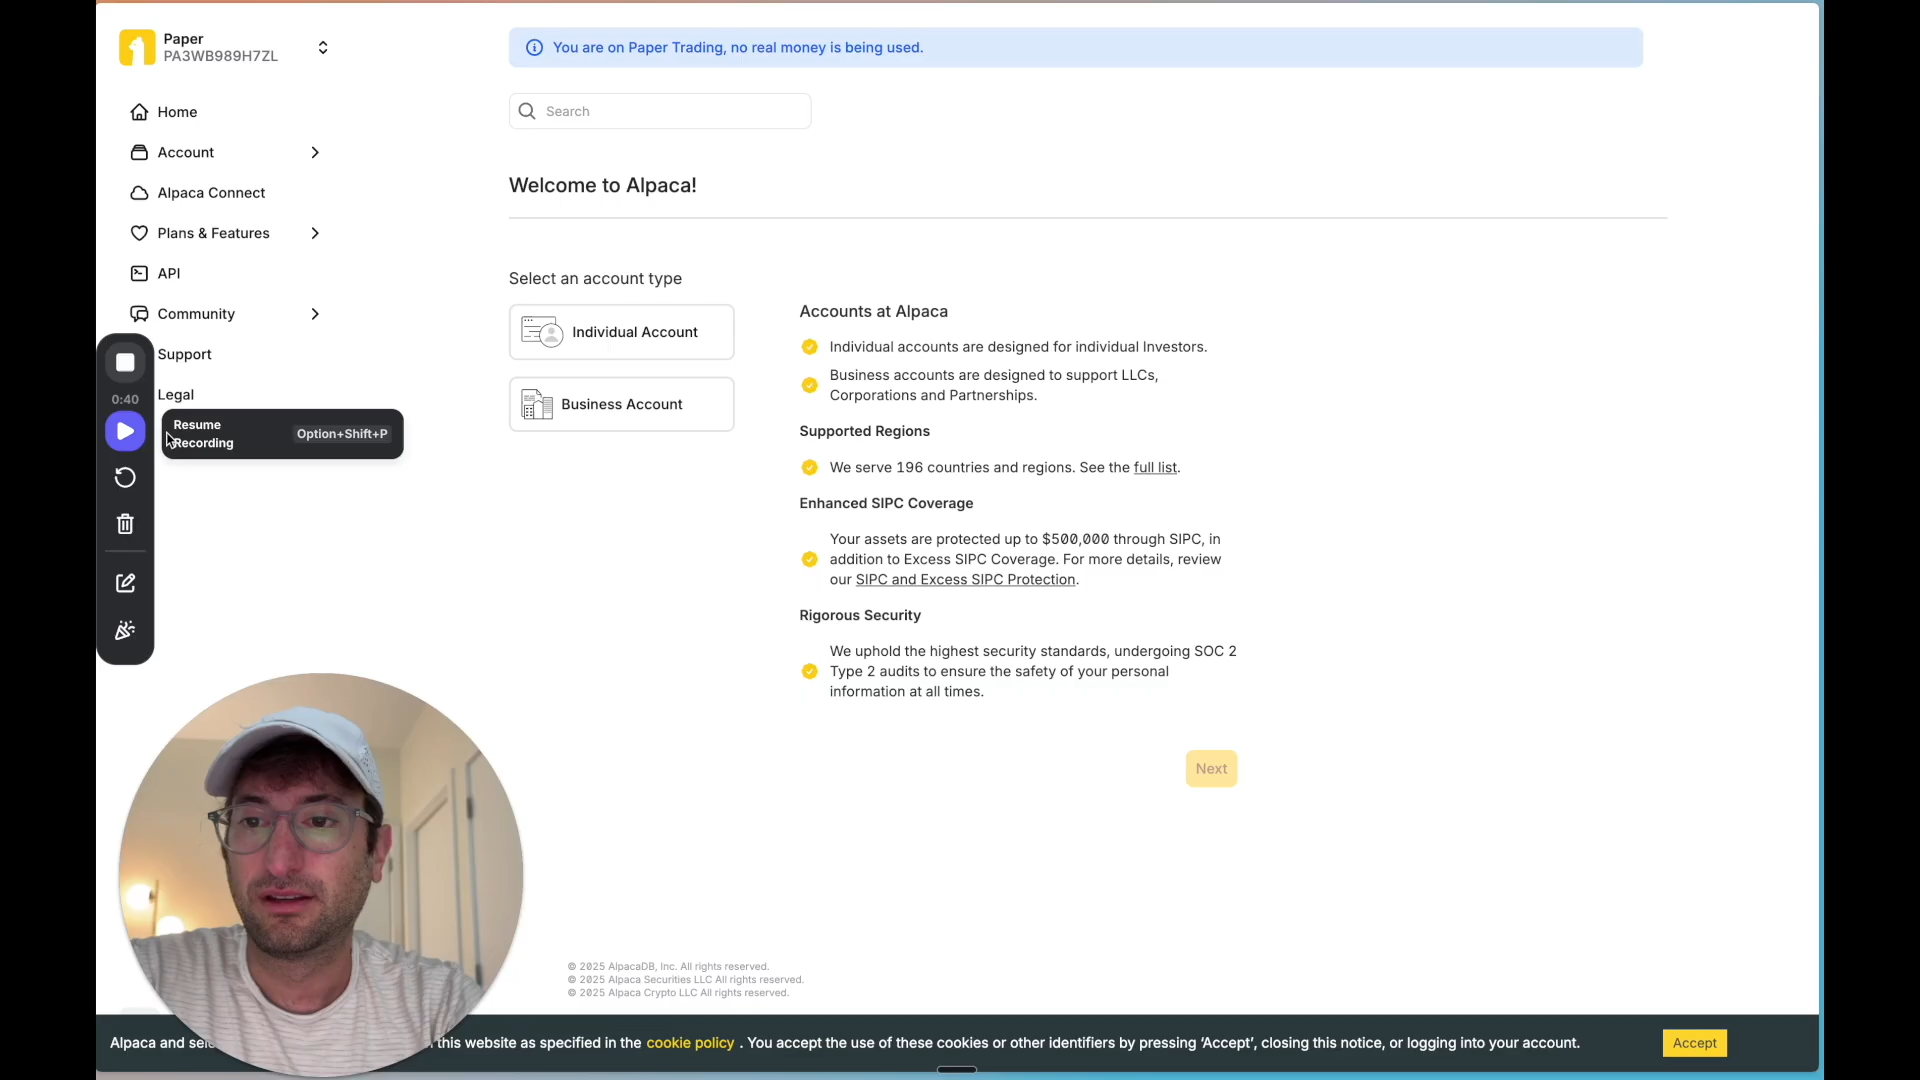 Paper
PA3WB989H7ZL
You are on Paper Trading, no real money is being used.
Search
Home
Account
Alpaca Connect
Plans & Features
API
Community
Support
Legal
0:40
Resume
Recording
Option+Shift+P
Welcome to Alpaca!
Select an account type
Individual Account
Business Account
Accounts at Alpaca
Individual accounts are designed for individual Investors.
Business accounts are designed to support LLCs,
Corporations and Partnerships.
Supported Regions
We serve 196 countries and regions. See the full list.
Enhanced SIPC Coverage
Your assets are protected up to $500,000 through SIPC, in
addition to Excess SIPC Coverage. For more details, review
our SIPC and Excess SIPC Protection.
Rigorous Security
We uphold the highest security standards, undergoing SOC 2
Type 2 audits to ensure the safety of your personal
information at all times.
Next
© 2025 AlpacaDB, Inc. All rights reserved.
© 2025 Alpaca Securities LLC All rights reserved.
© 2025 Alpaca Crypto LLC All rights reserved.
Alpaca and this website as specified in the cookie policy . You accept the use of these cookies or other identifiers by pressing ‘Accept’, closing this notice, or logging into your account.
Accept